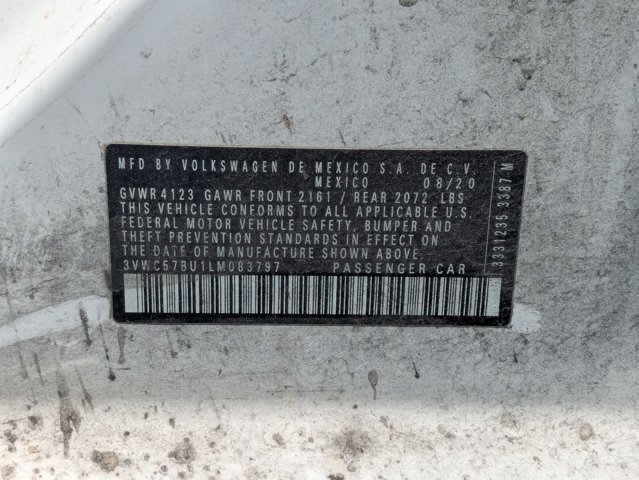 MFD BY VOLKSWAGEN DE MEXICO S.A. DE C.V.
MEXICO 08/20
GVWR 4123 GAWR FRONT 2161 / REAR 2072 LBS
THIS VEHICLE CONFORMS TO ALL APPLICABLE U.S.
FEDERAL MOTOR VEHICLE SAFETY, BUMPER AND
THEFT PREVENTION STANDARDS IN EFFECT ON
THE DATE OF MANUFACTURE SHOWN ABOVE.
3VWC57BU1LM083797 PASSENGER CAR
3331235 3387 M